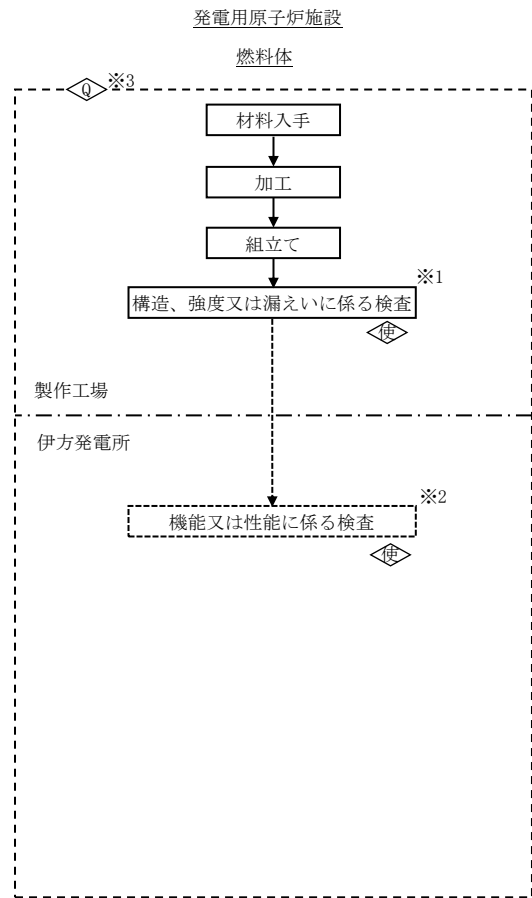 発電用原子炉施設
燃料体
Q ※3
材料入手
加工
組立て
※1
構造、強度又は漏えいに係る検査
使
製作工場
伊方発電所
※2
機能又は性能に係る検査
使